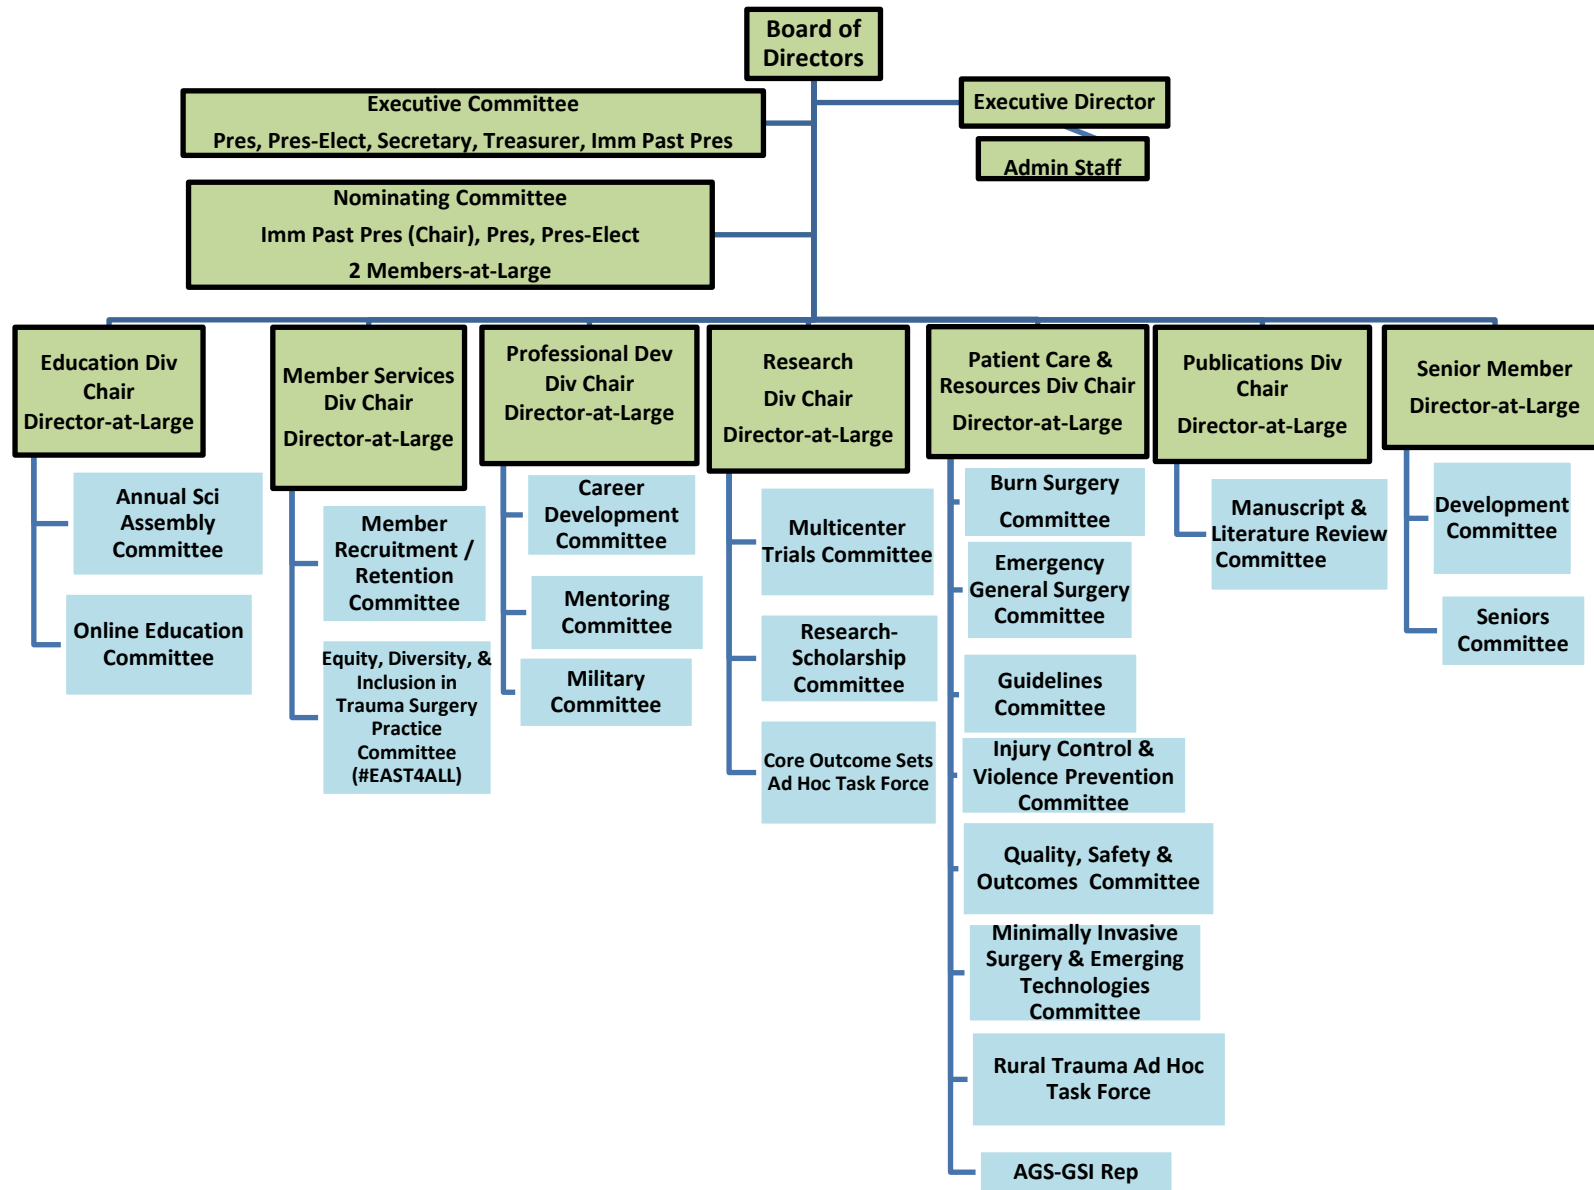 Board of
Directors
Executive Committee
Pres, Pres-Elect, Secretary, Treasurer, Imm Past Pres
Executive Director
Admin Staff
Nominating Committee
Imm Past Pres (Chair), Pres, Pres-Elect
2 Members-at-Large
Education Div
Chair
Director-at-Large
Member Services
Div Chair
Director-at-Large
Professional Dev
Div Chair
Director-at-Large
Research
Div Chair
Director-at-Large
Patient Care &
Resources Div Chair
Director-at-Large
Publications Div
Chair
Director-at-Large
Senior Member
Director-at-Large
Annual Sci
Assembly
Committee
Online Education
Committee
Member
Recruitment /
Retention
Committee
Equity, Diversity, &
Inclusion in
Trauma Surgery
Practice
Committee
(#EAST4ALL)
Career
Development
Committee
Mentoring
Committee
Military
Committee
Multicenter
Trials Committee
Research-
Scholarship
Committee
Core Outcome Sets
Ad Hoc Task Force
Burn Surgery
Committee
Emergency
General Surgery
Committee
Guidelines
Committee
Injury Control &
Violence Prevention
Committee
Quality, Safety &
Outcomes Committee
Minimally Invasive
Surgery & Emerging
Technologies
Committee
Rural Trauma Ad Hoc
Task Force
AGS-GSI Rep
Manuscript &
Literature Review
Committee
Development
Committee
Seniors
Committee